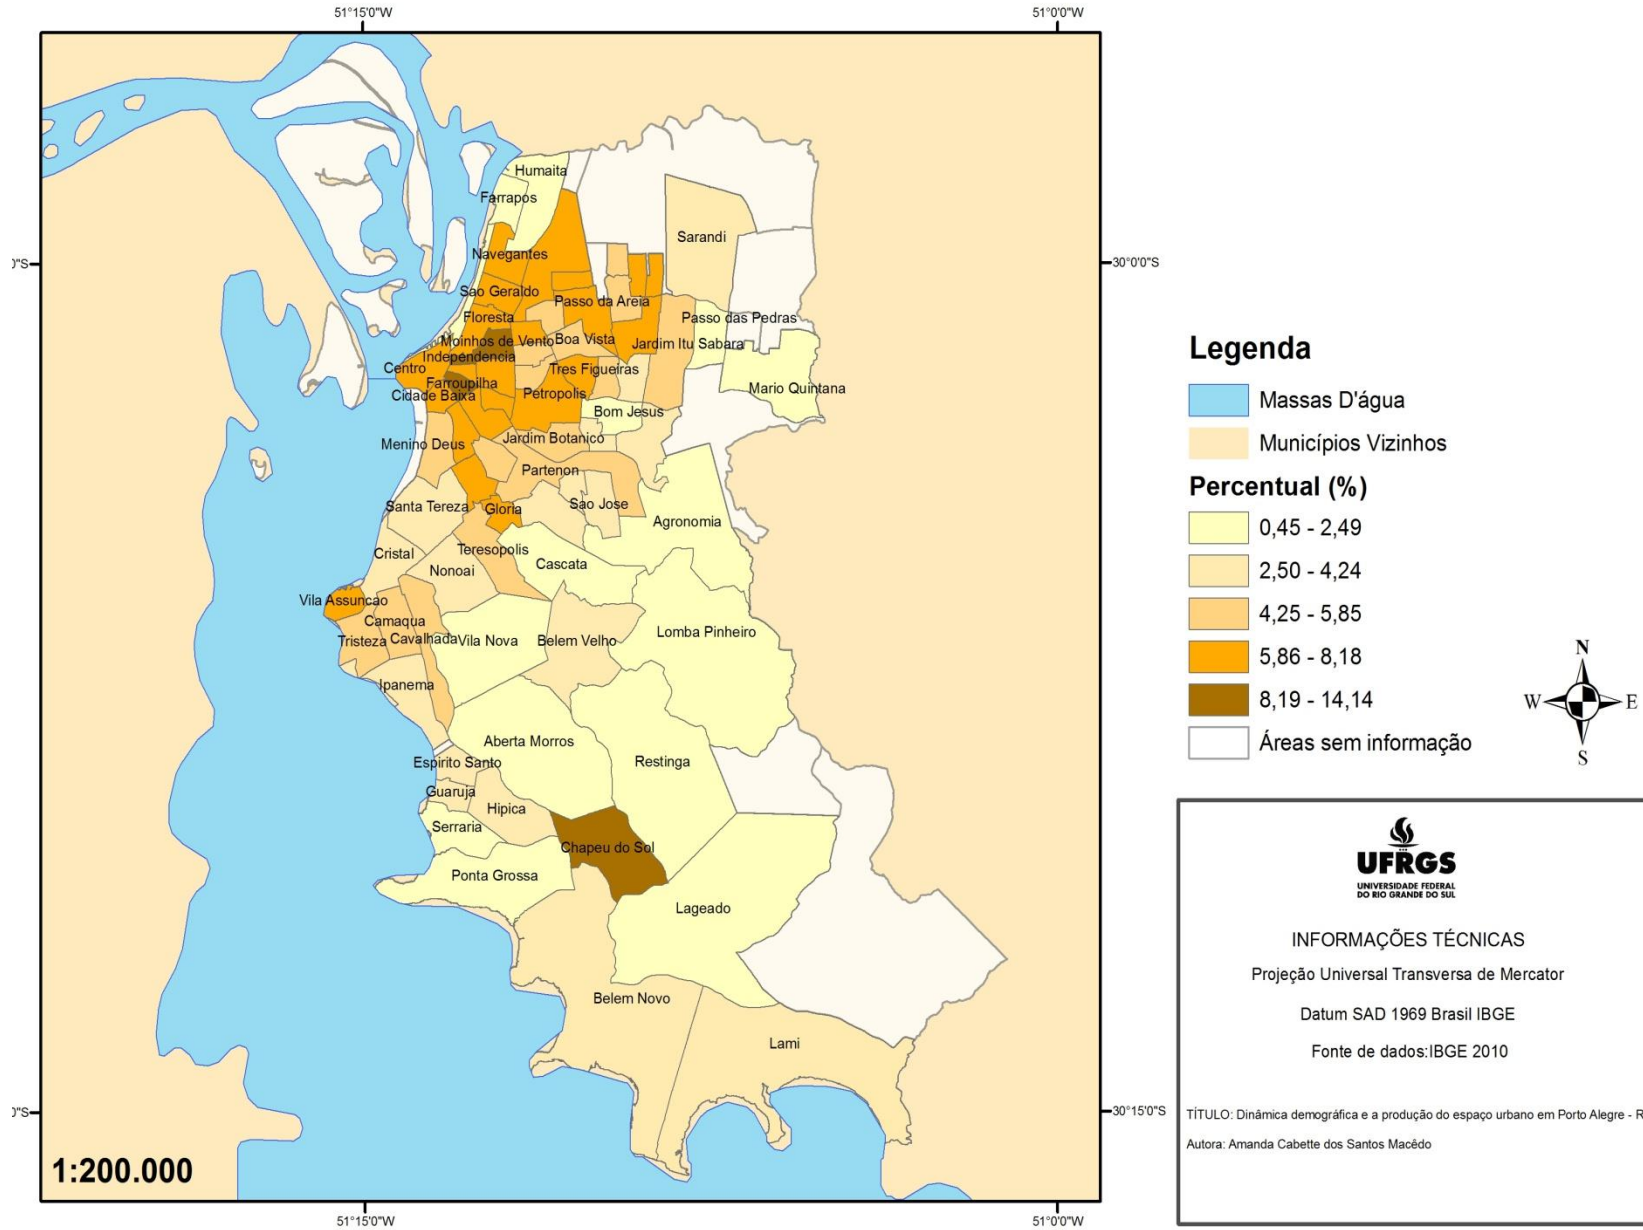 51°15'0"W
51°0'0"W
Humaita
Farrapos
Sarandi
Navegantes
)"S
30°0'0"S
Sao Geraldo
Passo da Areia
Floresta
Passo das Pedras
Moinhos de Vento
Boa Vista
Jardim Itu Sabara
Independencia
Centro
Tres Figueiras
Farroupilha
Mario Quintana
Cidade Baixa
Petropolis
Bom Jesus
Menino Deus
Jardim Botanico
Partenon
Santa Tereza
Gloria
Sao Jose
Agronomia
Cristal
Teresopolis
Cascata
Nonoai
Vila Assuncao
Camaqua
Tristeza
Cavalhada
Vila Nova
Belem Velho
Lomba Pinheiro
Ipanema
Aberta Morros
Espirito Santo
Restinga
Guaruja
Hipica
Serraria
Chapeu do Sol
Ponta Grossa
Lageado
Belem Novo
Lami
)"S
30°15'0"S
1:200.000
51°15'0"W
51°0'0"W
Legenda
Massas D'água
Municípios Vizinhos
Percentual (%)
0,45 - 2,49
2,50 - 4,24
4,25 - 5,85
5,86 - 8,18
8,19 - 14,14
Áreas sem informação
N
W
E
S
UFRGS
UNIVERSIDADE FEDERAL
DO RIO GRANDE DO SUL
INFORMAÇÕES TÉCNICAS
Projeção Universal Transversa de Mercator
Datum SAD 1969 Brasil IBGE
Fonte de dados:IBGE 2010
TÍTULO: Dinâmica demográfica e a produção do espaço urbano em Porto Alegre - R
Autora: Amanda Cabette dos Santos Macêdo